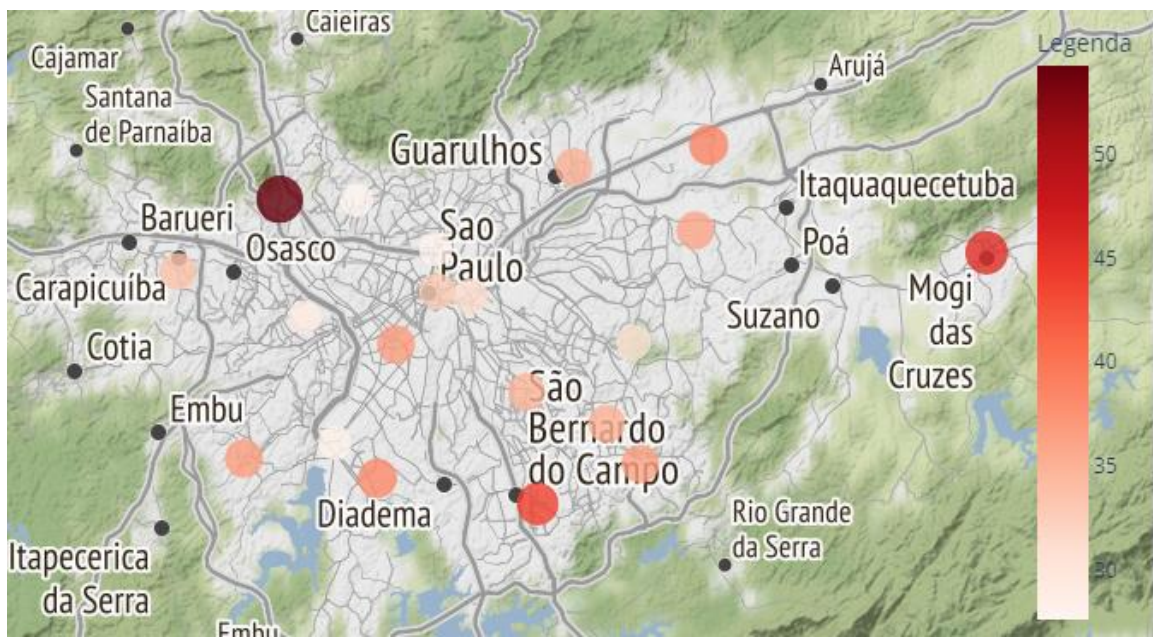 Caieiras
Cajamar
Legenda
Santana
de Parnaíba
Arujá
Guarulhos
50
Itaquaquecetuba
Barueri
Sao
Paulo
Osasco
Poá
45
Carapicuíba
Mogi
das
Cruzes
Suzano
Cotia
40
São
Bernardo
do Campo
Embu
35
Diadema
Rio Grande
da Serra
Itapecerica
da Serra
30
Embu